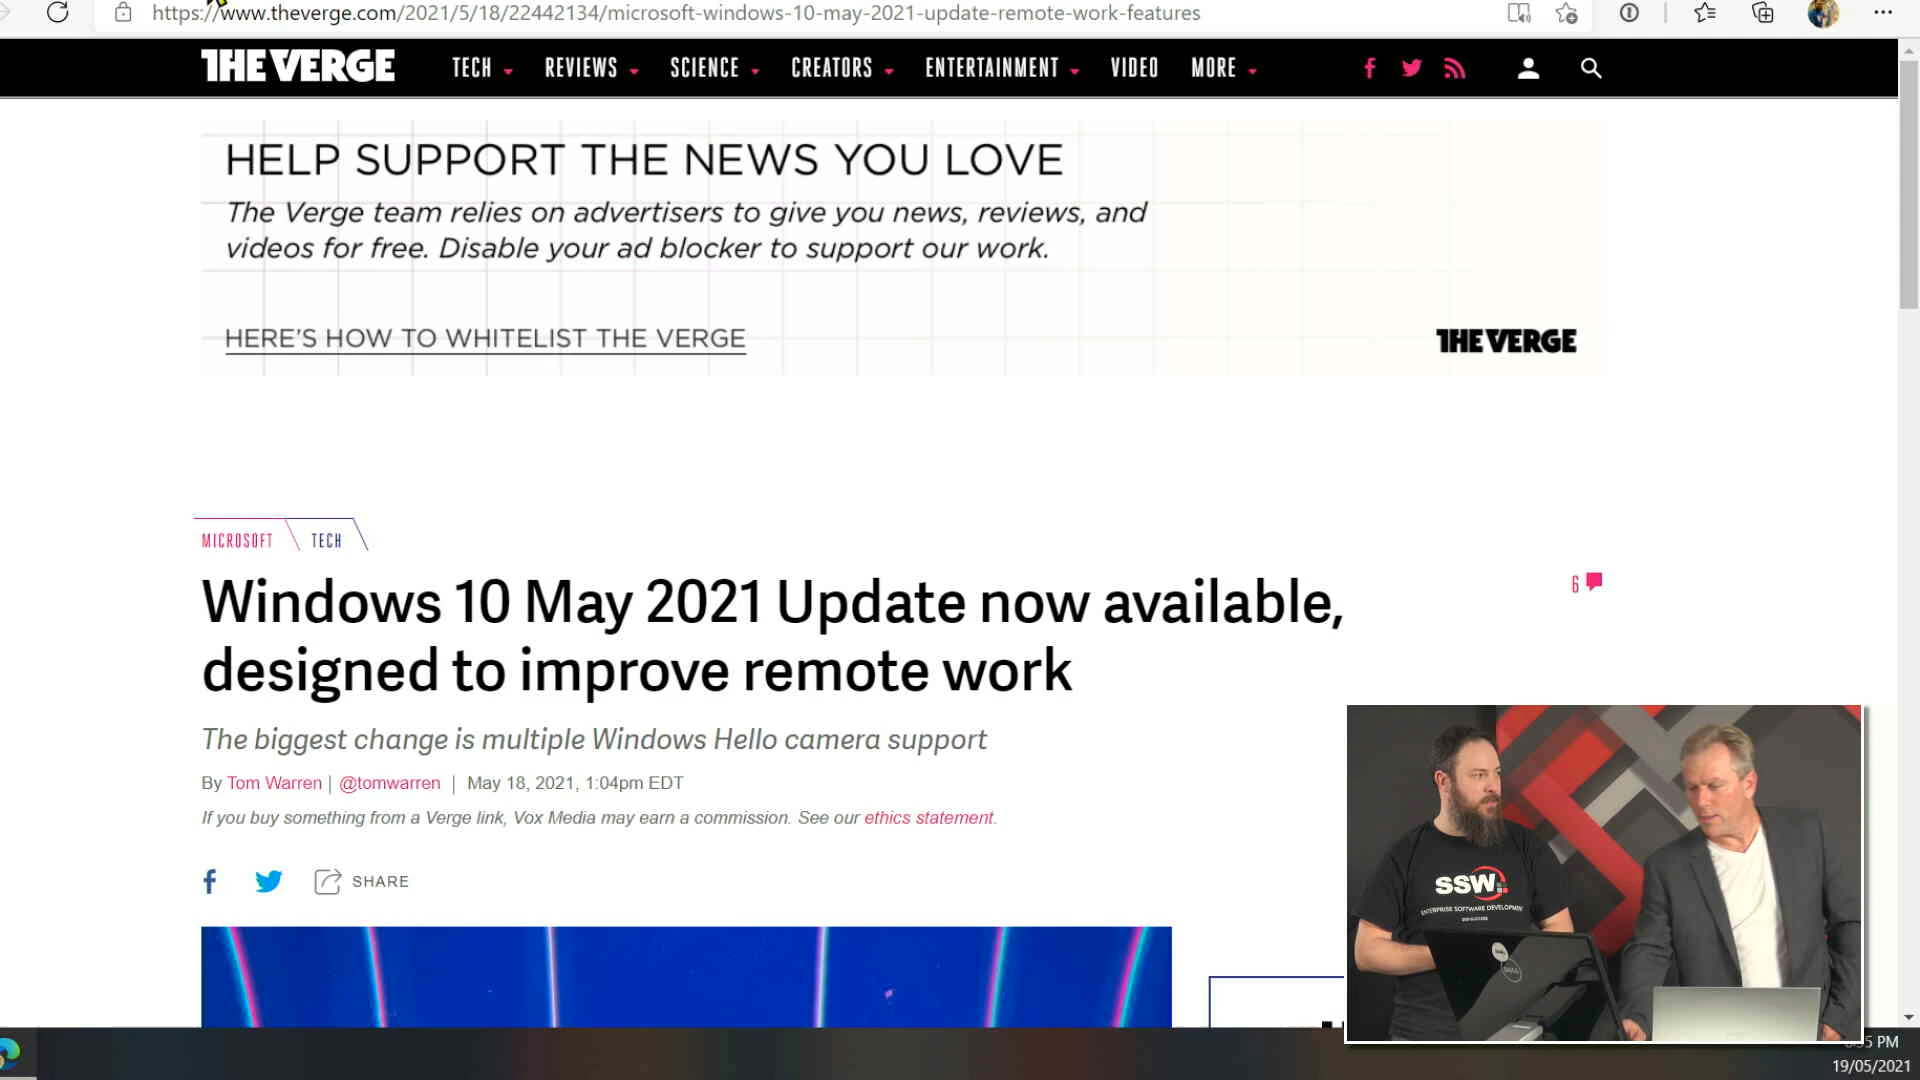 https://www.theverge.com/2021/5/18/22442134/microsoft-windows-10-may-2021-update-remote-work-features
THE VERGE TECH REVIEWS SCIENCE CREATORS ENTERTAINMENT VIDEO MORE
HELP SUPPORT THE NEWS YOU LOVE
The Verge team relies on advertisers to give you news, reviews, and
videos for free. Disable your ad blocker to support our work.
HERE'S HOW TO WHITELIST THE VERGE
THE VERGE
MICROSOFT TECH
Windows 10 May 2021 Update now available,
designed to improve remote work
6
The biggest change is multiple Windows Hello camera support
By Tom Warren | @tomwarren | May 18, 2021, 1:04pm EDT
If you buy something from a Verge link, Vox Media may earn a commission. See our ethics statement.
SHARE
SSW
ENTERPRISE SOFTWARE DEVELOPMENT
DELL
5 PM
19/05/2021